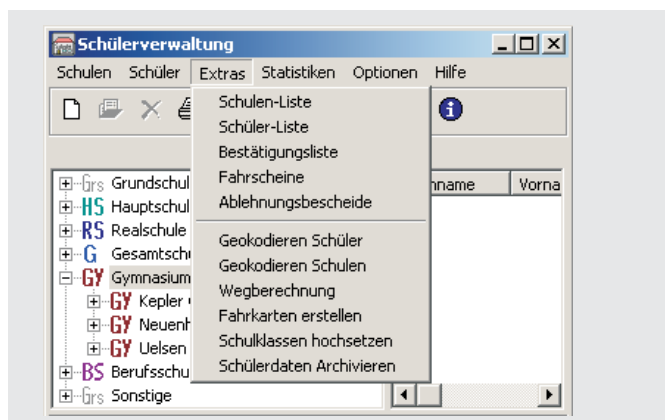 Schülerverwaltung
Schulen Schüler Extras Statistiken Optionen Hilfe
Schulen-Liste
Schüler-Liste
Bestätigungsliste
Fahrscheine
Ablehnungsbescheide
Geokodieren Schüler
Geokodieren Schulen
Wegberechnung
Fahrkarten erstellen
Schulklassen hochsetzen
Schülerdaten Archivieren
hname Vorna
Grs Grundschul
HS Hauptschul
RS Realschule
G Gesamtsch
GY Gymnasium
GY Kepler
GY Neuenh
GY Uelsen
BS Berufsschu
Grs Sonstige